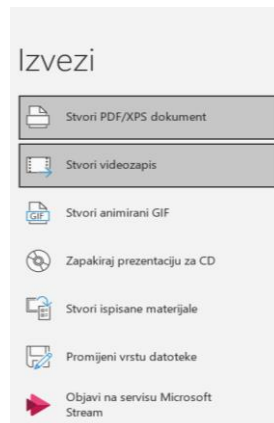 Izvezi
Stvori PDF/XPS dokument
Stvori videozapis
GIF
Stvori animirani GIF
Zapakiraj prezentaciju za CD
Stvori ispisane materijale
Promijeni vrstu datoteke
Objavi na servisu Microsoft
Stream